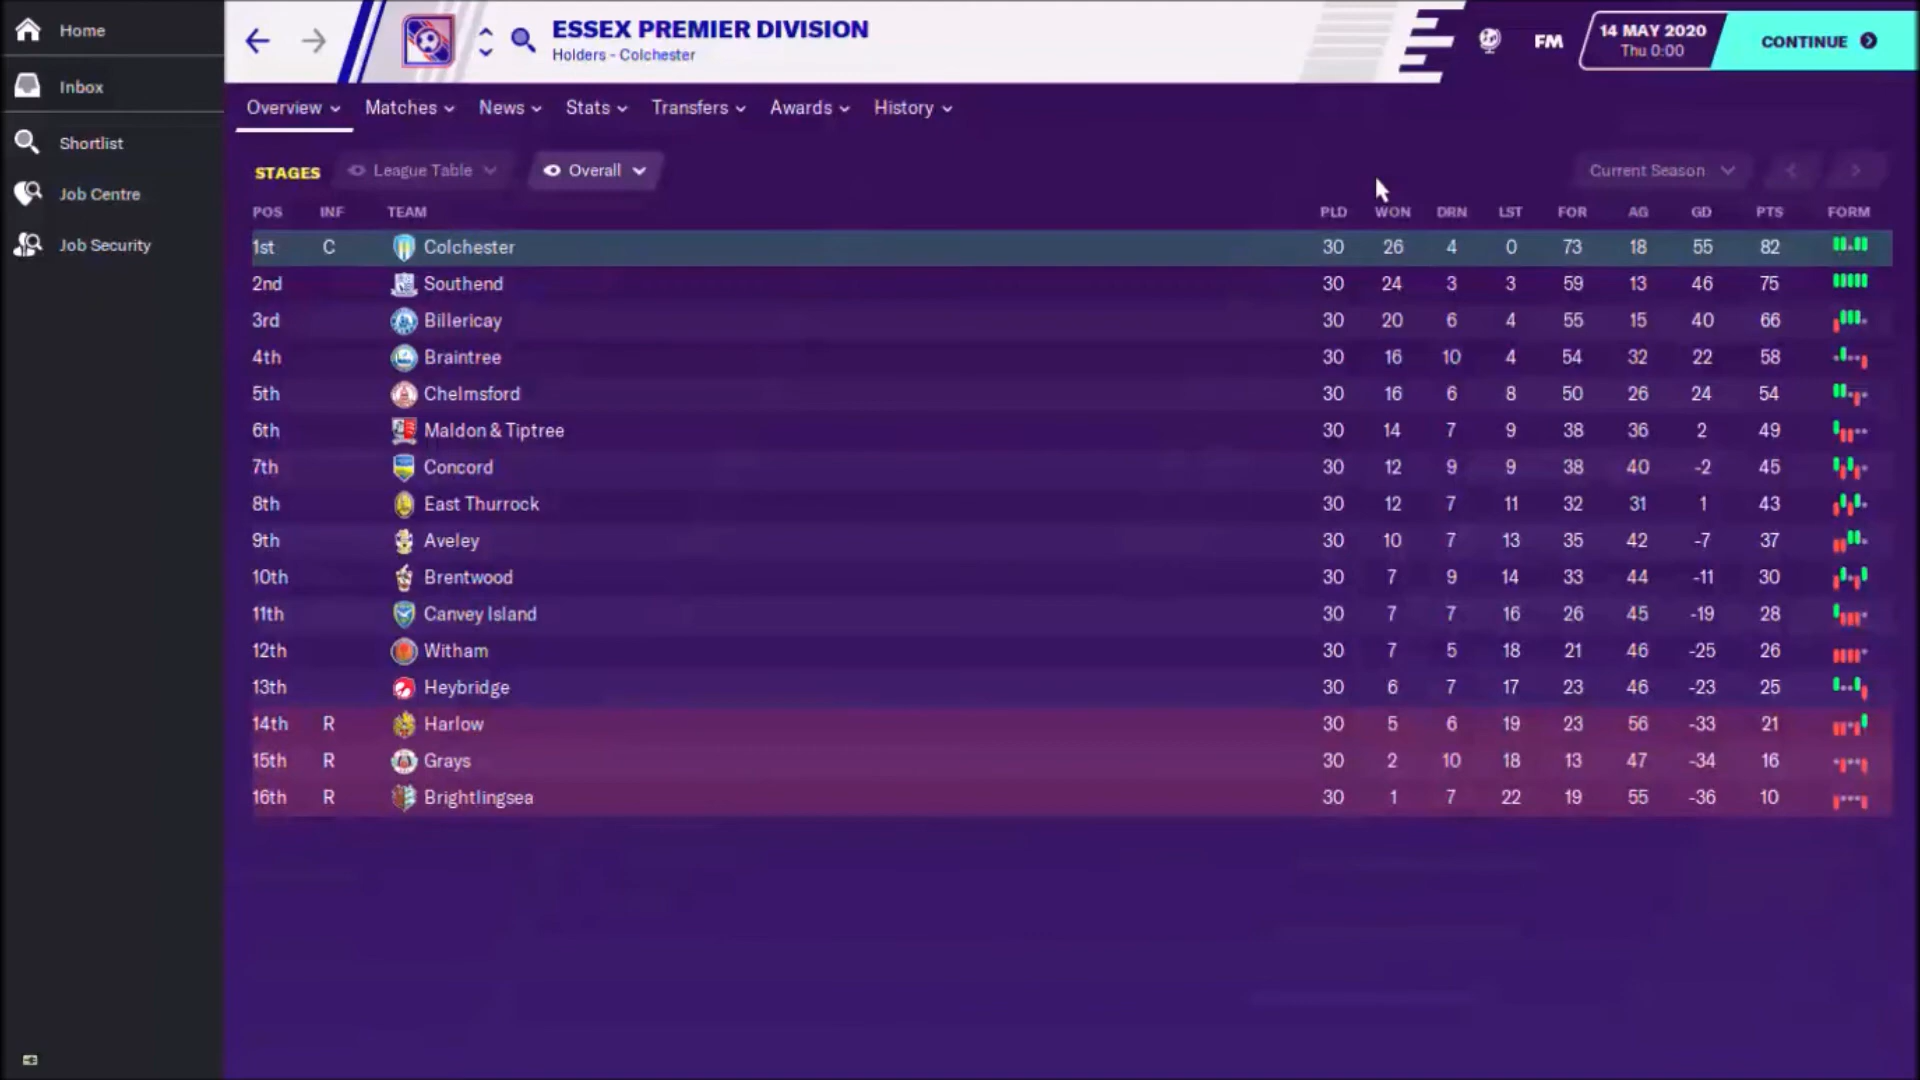 Home
Inbox
Shortlist
Job Centre
Job Security
ESSEX PREMIER DIVISION
Holders - Colchester
FM
14 MAY 2020
Thu 0:00
CONTINUE
Overview Matches News Stats Transfers Awards History
STAGES League Table Overall Current Season
POS INF TEAM PLD WON DRN LST FOR AG GD PTS FORM
1st C Colchester 30 26 4 0 73 18 55 82
2nd Southend 30 24 3 3 59 13 46 75
3rd Billericay 30 20 6 4 55 15 40 66
4th Braintree 30 16 10 4 54 32 22 58
5th Chelmsford 30 16 6 8 50 26 24 54
6th Maldon & Tiptree 30 14 7 9 38 36 2 49
7th Concord 30 12 9 9 38 40 -2 45
8th East Thurrock 30 12 7 11 32 31 1 43
9th Aveley 30 10 7 13 35 42 -7 37
10th Brentwood 30 7 9 14 33 44 -11 30
11th Canvey Island 30 7 7 16 26 45 -19 28
12th Witham 30 7 5 18 21 46 -25 26
13th Heybridge 30 6 7 17 23 46 -23 25
14th R Harlow 30 5 6 19 23 56 -33 21
15th R Grays 30 2 10 18 13 47 -34 16
16th R Brightlingsea 30 1 7 22 19 55 -36 10